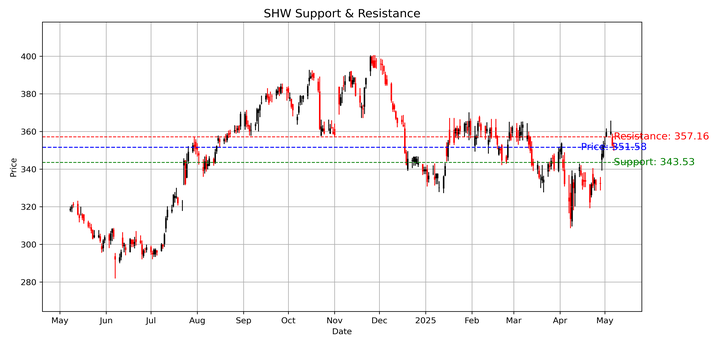 SHW Support & Resistance
400
380
360
340
320
300
280
Price
Resistance: 357.16
Price: 351.58
Support: 343.53
May Jun Jul Aug Sep Oct Nov Dec 2025 Feb Mar Apr May
Date